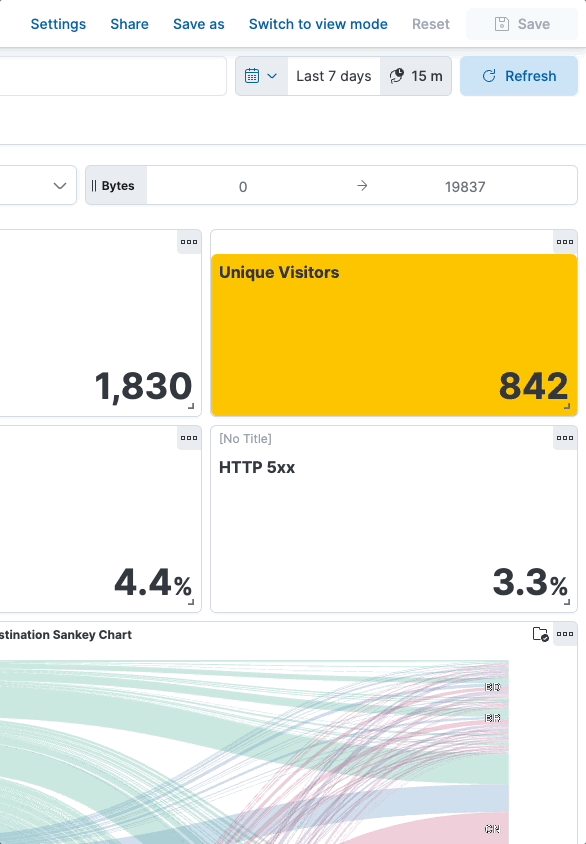 Settings Share Save as Switch to view mode Reset Save
Last 7 days 15 m Refresh
Bytes 0 → 19837
Unique Visitors
1,830 842
[No Title]
HTTP 5xx
4.4% 3.3%
stination Sankey Chart
CN